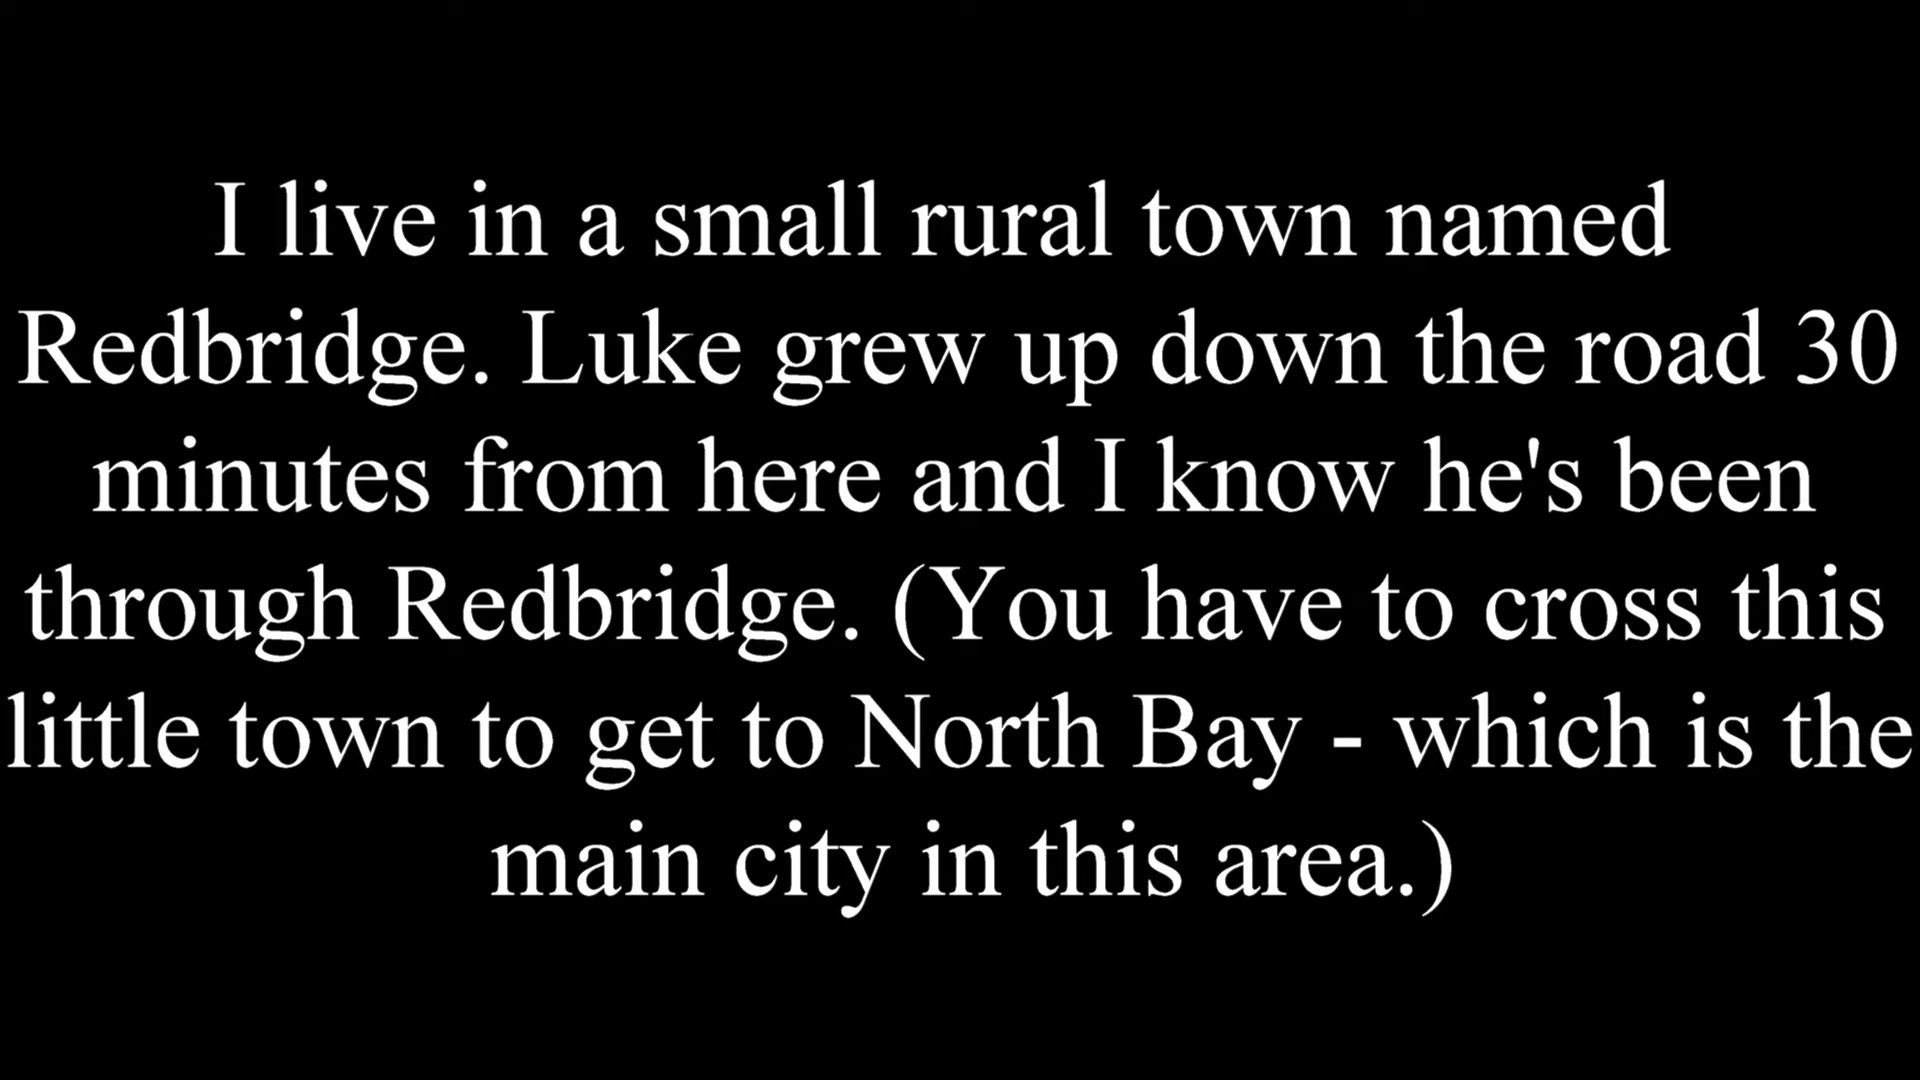 I live in a small rural town named
Redbridge. Luke grew up down the road 30
minutes from here and I know he's been
through Redbridge. (You have to cross this
little town to get to North Bay - which is the
main city in this area.)